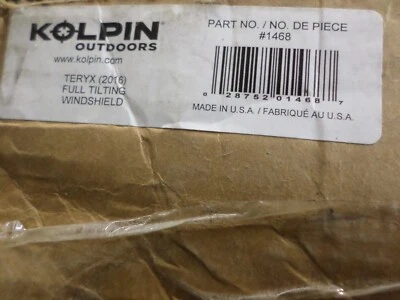 KOLPIN
OUTDOORS
www.kolpin.com
TERYX (2016)
FULL TILTING
WINDSHIELD
PART NO. / NO. DE PIECE
#1468
0 28752 01468 7
MADE IN U.S.A. / FABRIQUÉ AU U.S.A.